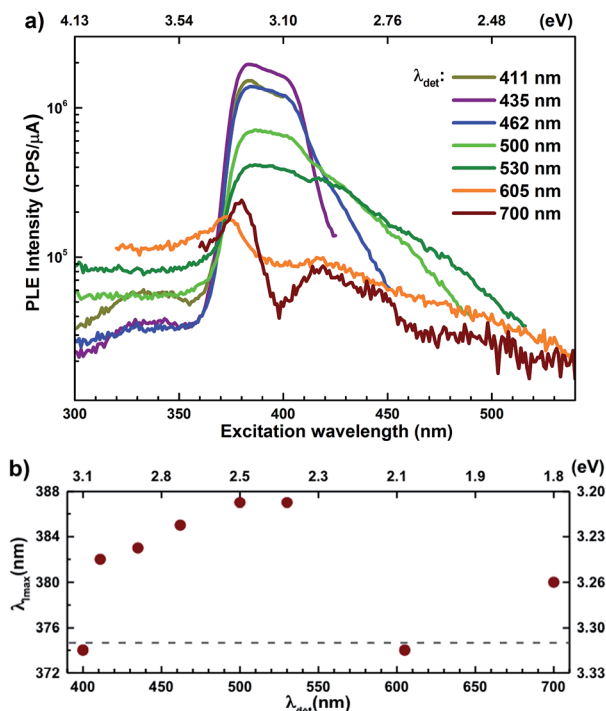 4.13 3.54 3.10 2.76 2.48 (eV)
a)
λdet:
411 nm
435 nm
462 nm
500 nm
530 nm
605 nm
700 nm
PLE Intensity (CPS/μA)
10^6
10^5
300 350 400 450 500
Excitation wavelength (nm)
b)
3.1 2.8 2.5 2.3 2.1 1.9 1.8 (eV)
388 3.20
384 3.23
380 3.26
376 3.30
372 3.33
λImax(nm)
400 450 500 550 600 650 700
λdet(nm)